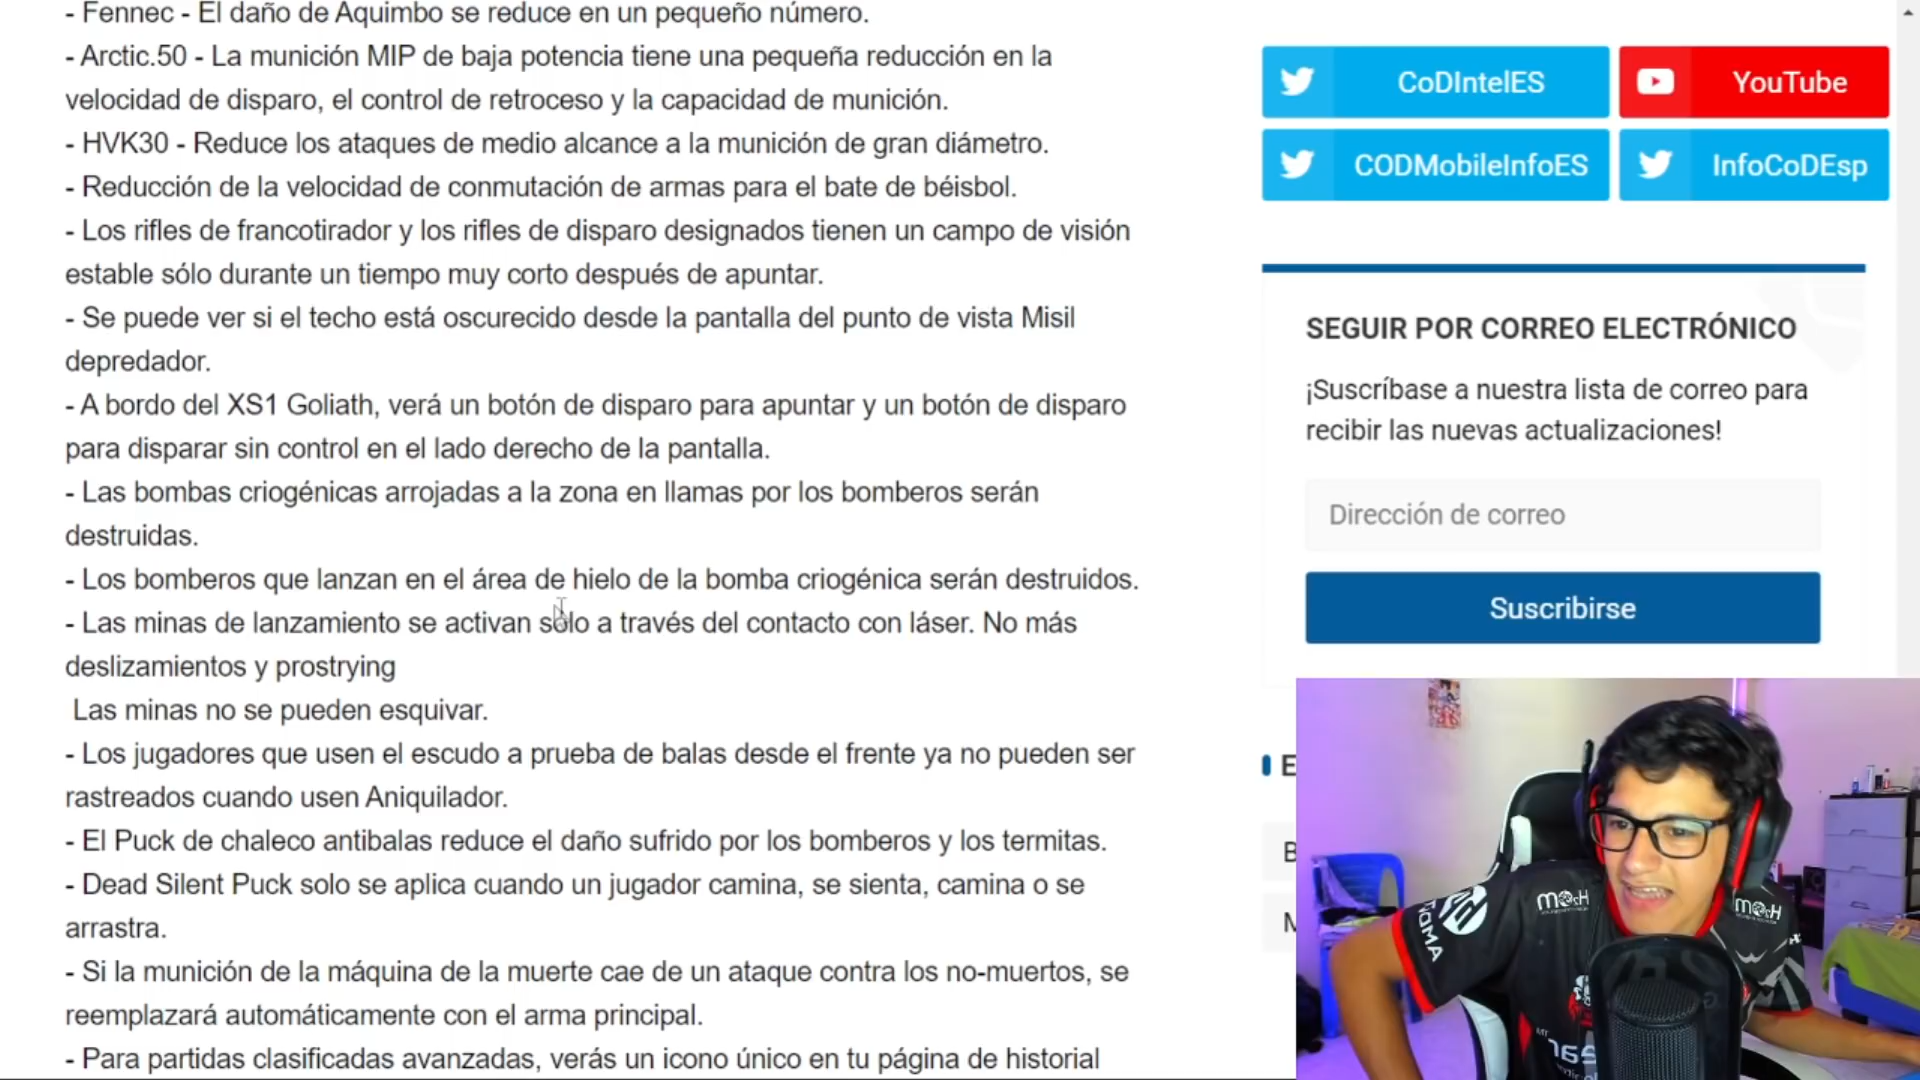 - Fennec - El daño de Aquimbo se reduce en un pequeño número.
- Arctic.50 - La munición MIP de baja potencia tiene una pequeña reducción en la
velocidad de disparo, el control de retroceso y la capacidad de munición.
- HVK30 - Reduce los ataques de medio alcance a la munición de gran diámetro.
- Reducción de la velocidad de conmutación de armas para el bate de béisbol.
- Los rifles de francotirador y los rifles de disparo designados tienen un campo de visión
estable sólo durante un tiempo muy corto después de apuntar.
- Se puede ver si el techo está oscurecido desde la pantalla del punto de vista Misil
depredador.
- A bordo del XS1 Goliath, verá un botón de disparo para apuntar y un botón de disparo
para disparar sin control en el lado derecho de la pantalla.
- Las bombas criogénicas arrojadas a la zona en llamas por los bomberos serán
destruidas.
- Los bomberos que lanzan en el área de hielo de la bomba criogénica serán destruidos.
- Las minas de lanzamiento se activan sólo a través del contacto con láser. No más
deslizamientos y prostrying
Las minas no se pueden esquivar.
- Los jugadores que usen el escudo a prueba de balas desde el frente ya no pueden ser
rastreados cuando usen Aniquilador.
- El Puck de chaleco antibalas reduce el daño sufrido por los bomberos y los termitas.
- Dead Silent Puck solo se aplica cuando un jugador camina, se sienta, camina o se
arrastra.
- Si la munición de la máquina de la muerte cae de un ataque contra los no-muertos, se
reemplazará automáticamente con el arma principal.
- Para partidas clasificadas avanzadas, verás un icono único en tu página de historial
CoDIntelES
YouTube
CODMobileInfoES
InfoCoDEsp
SEGUIR POR CORREO ELECTRÓNICO
¡Suscríbase a nuestra lista de correo para
recibir las nuevas actualizaciones!
Dirección de correo
Suscribirse